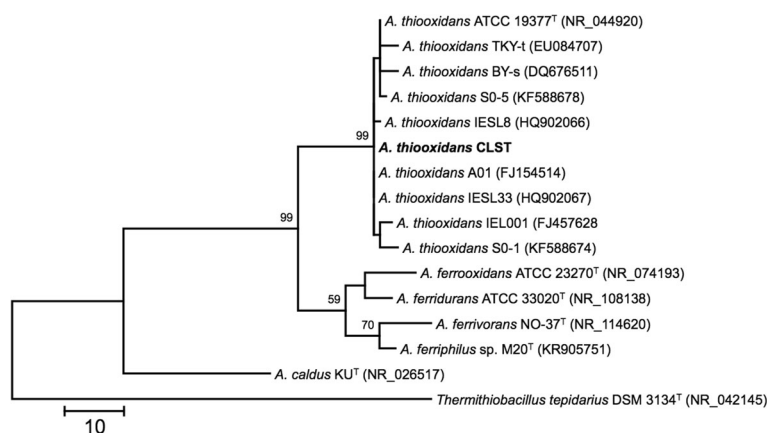 A. thiooxidans ATCC 19377ᵀ (NR_044920)
A. thiooxidans TKY-t (EU084707)
A. thiooxidans BY-s (DQ676511)
A. thiooxidans S0-5 (KF588678)
A. thiooxidans IESL8 (HQ902066)
99
A. thiooxidans CLST
A. thiooxidans A01 (FJ154514)
A. thiooxidans IESL33 (HQ902067)
99
A. thiooxidans IEL001 (FJ457628
A. thiooxidans S0-1 (KF588674)
A. ferrooxidans ATCC 23270ᵀ (NR_074193)
59
A. ferridurans ATCC 33020ᵀ (NR_108138)
70
A. ferrivorans NO-37ᵀ (NR_114620)
A. ferriphilus sp. M20ᵀ (KR905751)
A. caldus KUᵀ (NR_026517)
Thermithiobacillus tepidarius DSM 3134ᵀ (NR_042145)
10